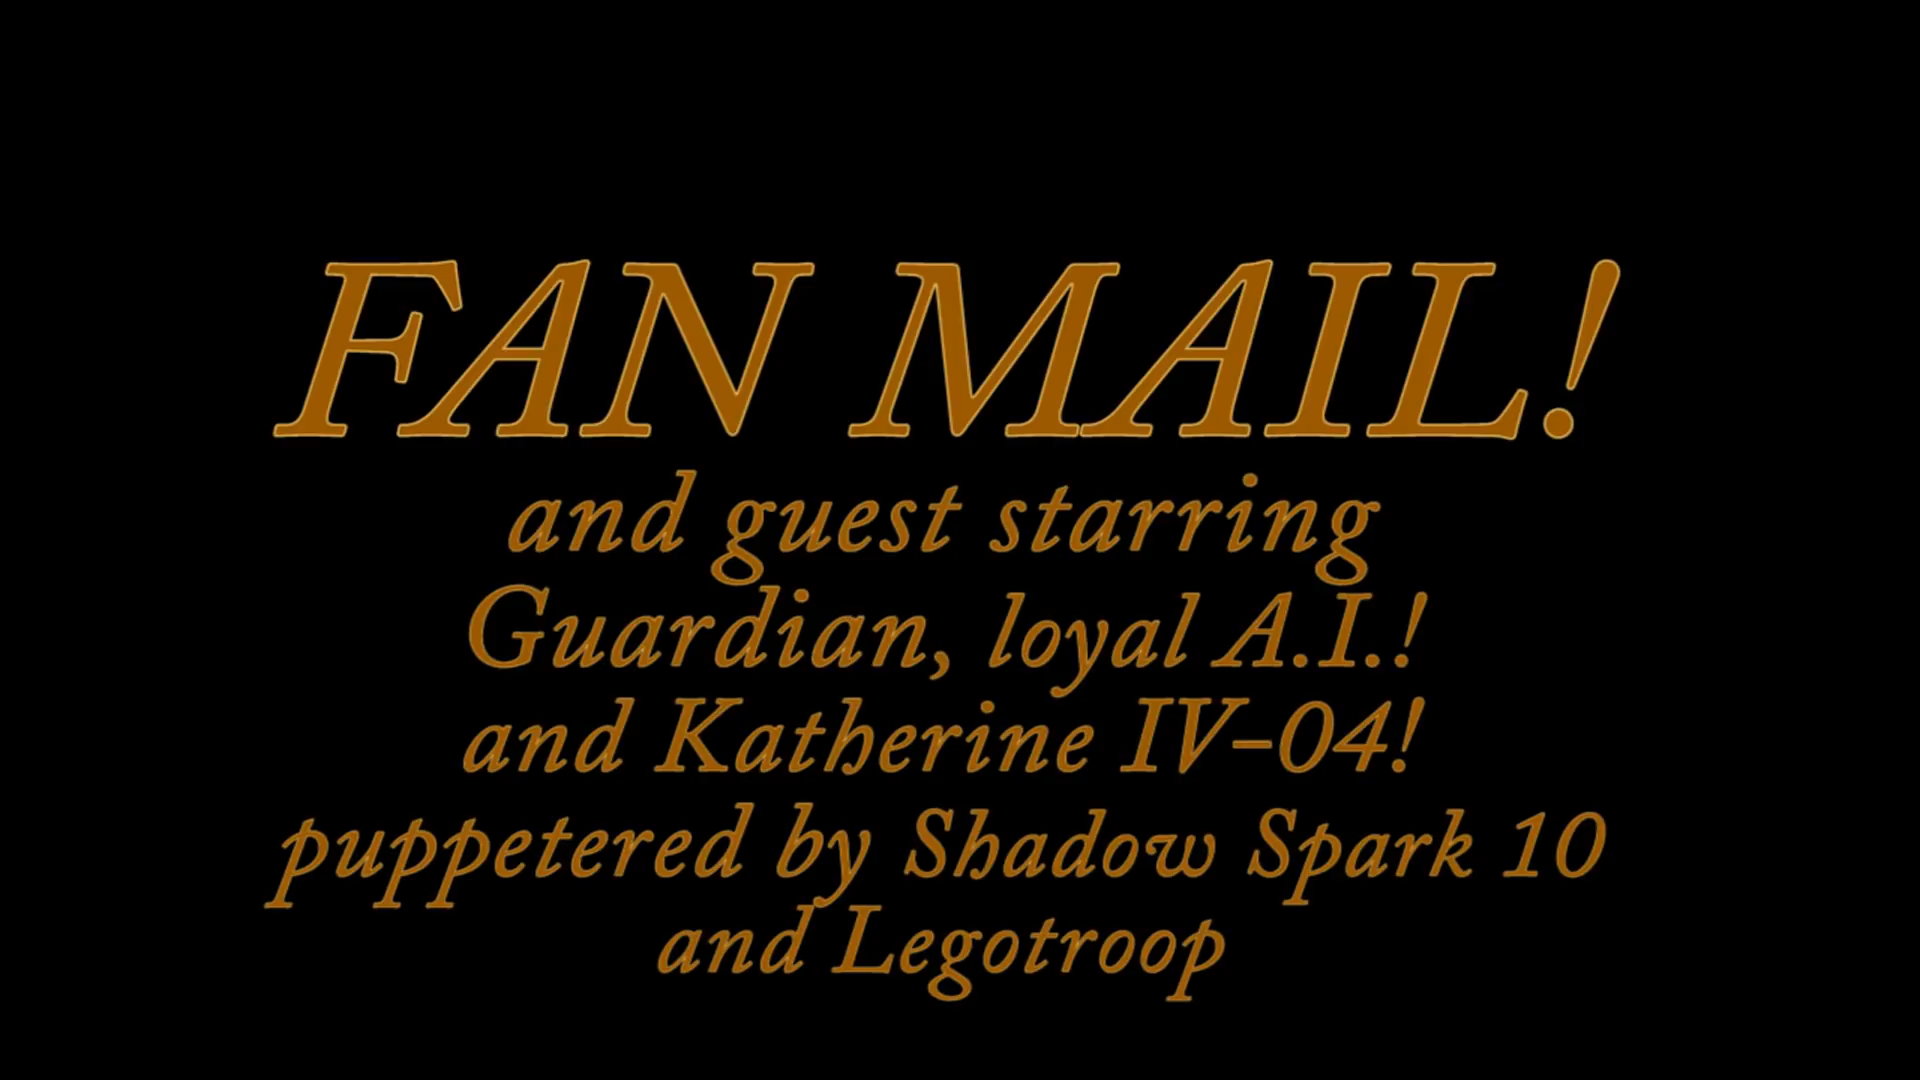 FAN MAIL!
and guest starring
Guardian, loyal A.I.!
and Katherine IV-04!
puppetered by Shadow Spark 10
and Legotroop